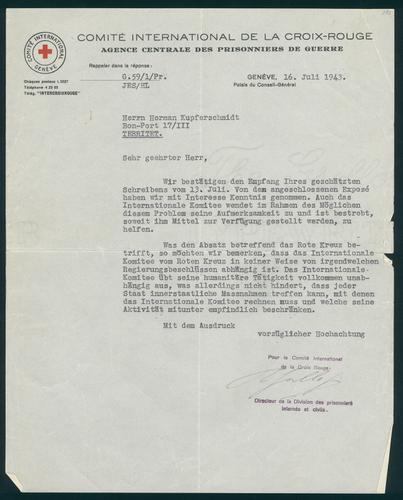 COMITÉ INTERNATIONAL
GENÈVE
COMITÉ INTERNATIONAL DE LA CROIX-ROUGE
AGENCE CENTRALE DES PRISONNIERS DE GUERRE
Rappeler dans la réponse:
G.59/1/Pr.
JES/HL
Téleg. "INTERCROIXROUGE"
GENÈVE, 16. Juli 1943.
Palais du Conseil-Général
Herrn Herman Kupferschmidt
Bon-Port 17/III
TERRITET.
Sehr geehrter Herr,
Wir bestätigen den Empfang Ihres geschätzten
Schreibens vom 13. Juli. Von dem angeschlossenen Exposé
haben wir mit Interesse Kenntnis genommen. Auch das
Internationale Komitee wendet im Rahmen des Möglichen
diesem Problem seine Aufmerksamkeit zu und ist bestrebt,
soweit ihm Mittel zur Verfügung gestellt werden, zu
helfen.
Was den Absatz betreffend das Rote Kreuz be-
trifft, so möchten wir bemerken, dass das Internationale
Komitee vom Roten Kreuz in keiner Weise von irgendwelchen
Regierungsbeschlüssen abhängig ist. Das Internationale
Komitee übt seine humanitäre Tätigkeit vollkommen unab-
hängig aus, was allerdings nicht hindert, dass jeder
Staat innerstaatliche Massnahmen treffen kann, mit denen
das Internationale Komitee rechnen muss und welche seine
Aktivität mitunter empfindlich beschränken.
Mit dem Ausdruck
vorzüglicher Hochachtung
Pour le Comité International
de la Croix Rouge
Directeur de la Division des prisonniers
internés et civils.